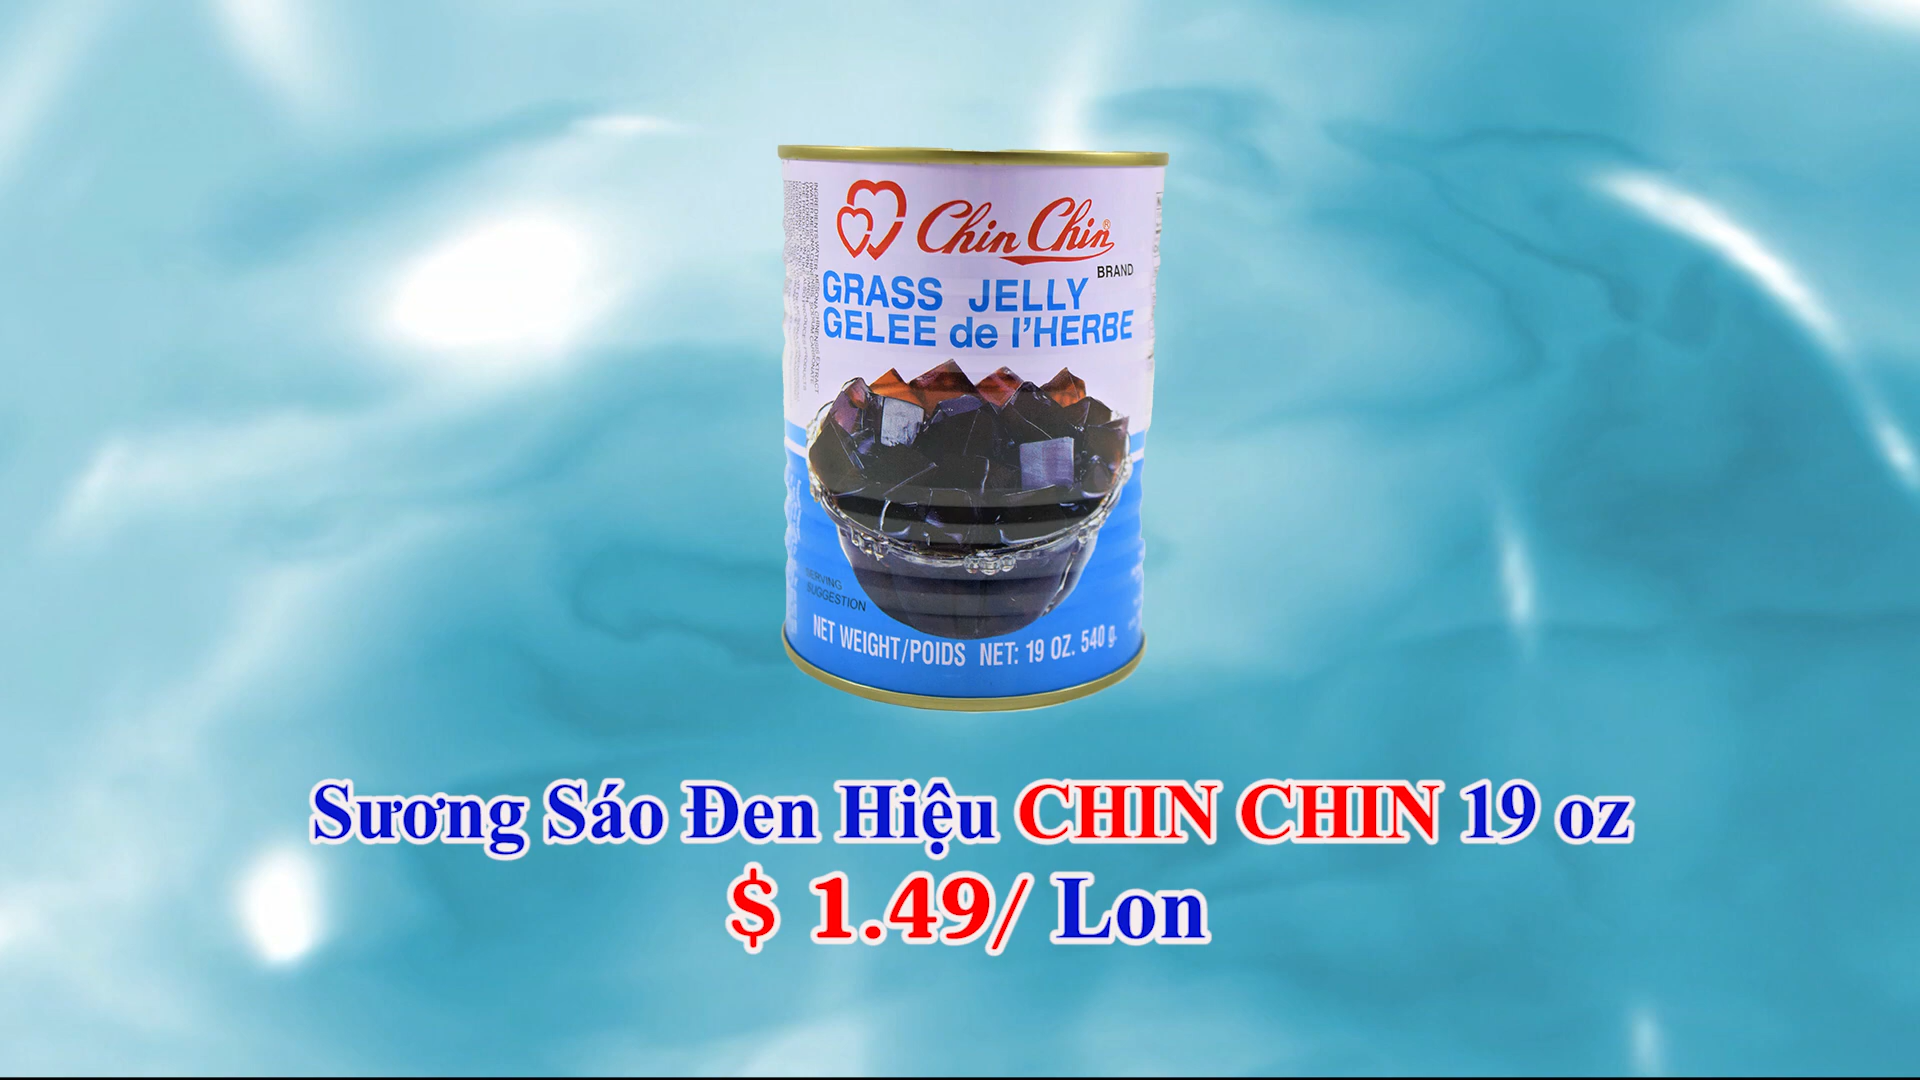 Chin Chin®
BRAND
GRASS JELLY
GELEE de l'HERBE
SERVING
SUGGESTION
NET WEIGHT/POIDS NET: 19 OZ. 540 g.
Sương Sáo Đen Hiệu CHIN CHIN 19 oz
$ 1.49/ Lon